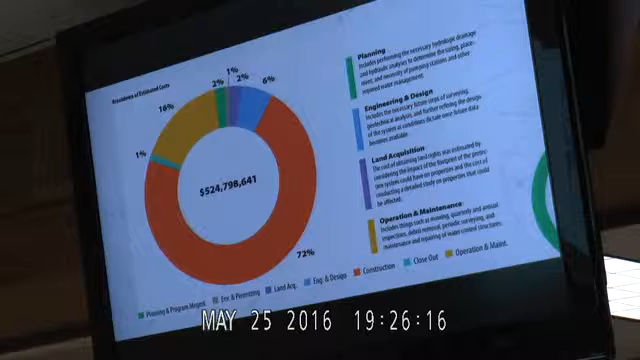 Breakdown of Estimated Costs
1%
2%
2%
6%
16%
1%
$524,798,641
72%
Planning
Includes performing the necessary hydrologic drainage
and hydraulic analyses to determine the sizing, place-
ment, and necessity of pumping stations and other
required water management.
Engineering & Design
Includes the necessary future steps of surveying,
geotechnical analysis, and further refining the design
of the system as conditions dictate once future data
becomes available.
Land Acquisition
The cost of obtaining land rights was estimated by
considering the impact of the footprint of the protec-
tion system could have on properties and the cost of
conducting a detailed study on properties that could
be affected.
Operation & Maintenance
Includes things such as mowing, quarterly and annual
inspections, debris removal, periodic surveying, and
maintenance and repairing of water control structures.
Planning & Program Mngmt. Env. & Permitting Land Acq. Eng. & Design Construction Close Out Operation & Maint.
MAY 25 2016 19:26:16